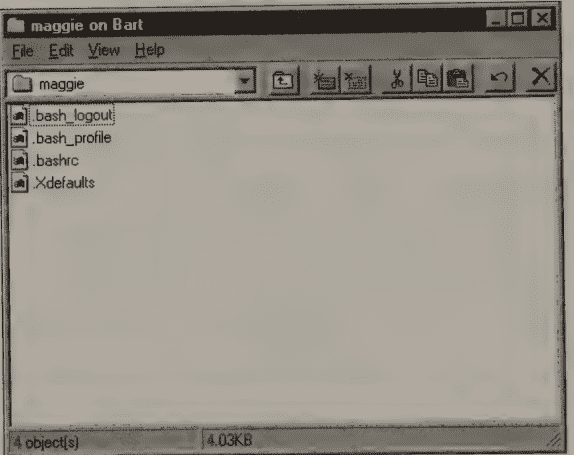 maggie on Bart
File Edit View Help
maggie
.bash_logout
.bash_profile
.bashrc
.Xdefaults
4 object(s) 4.03KB